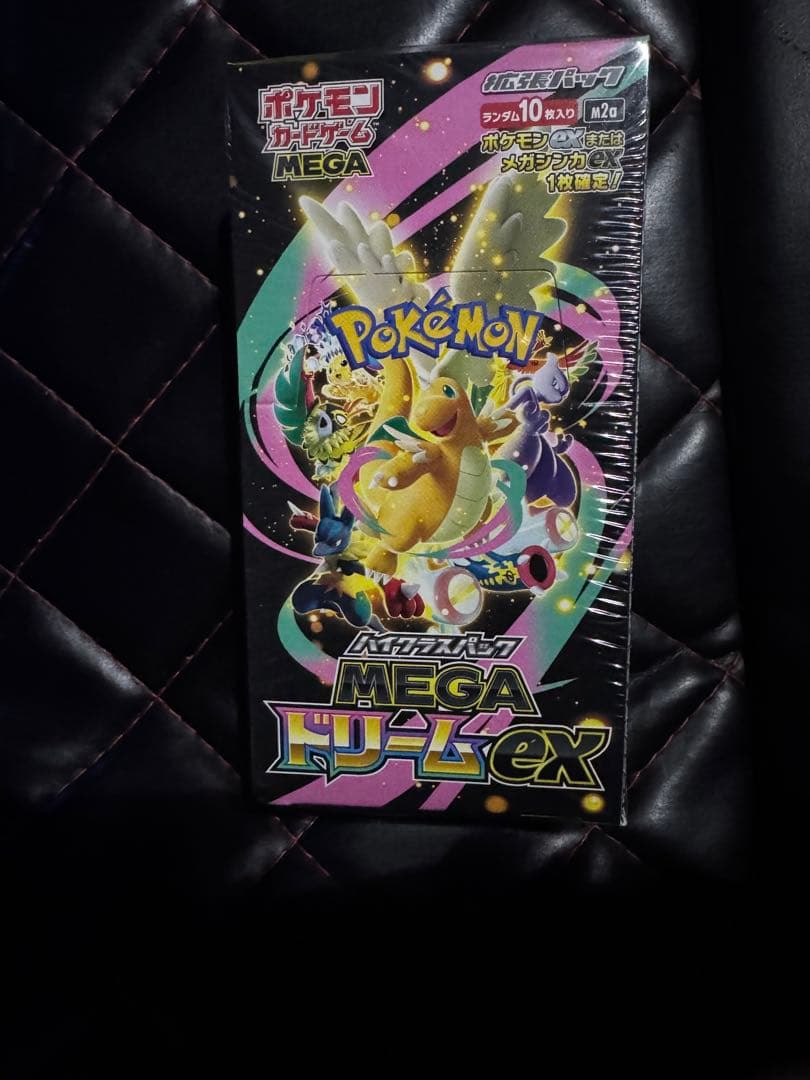 ポケモン
カードゲーム
MEGA
拡張パック
ランダム10枚入り M2a
ポケモンexまたは
メガシンカex
1枚確定!
POKéMON
ハイクラスパック
MEGA
ドリームex